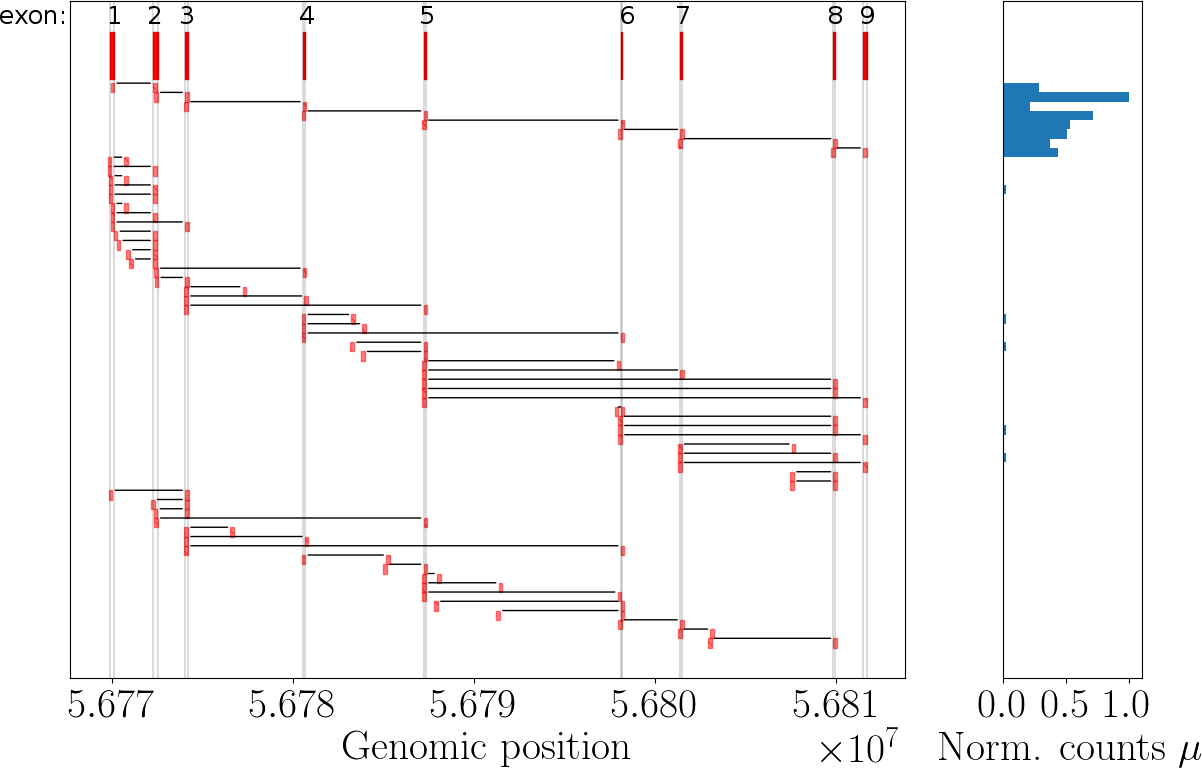 exon: 1 2 3 4 5 6 7 8 9
5.677 5.678 5.679 5.680 5.681 0.0 0.5 1.0
Genomic position ×10⁷ Norm. counts μ